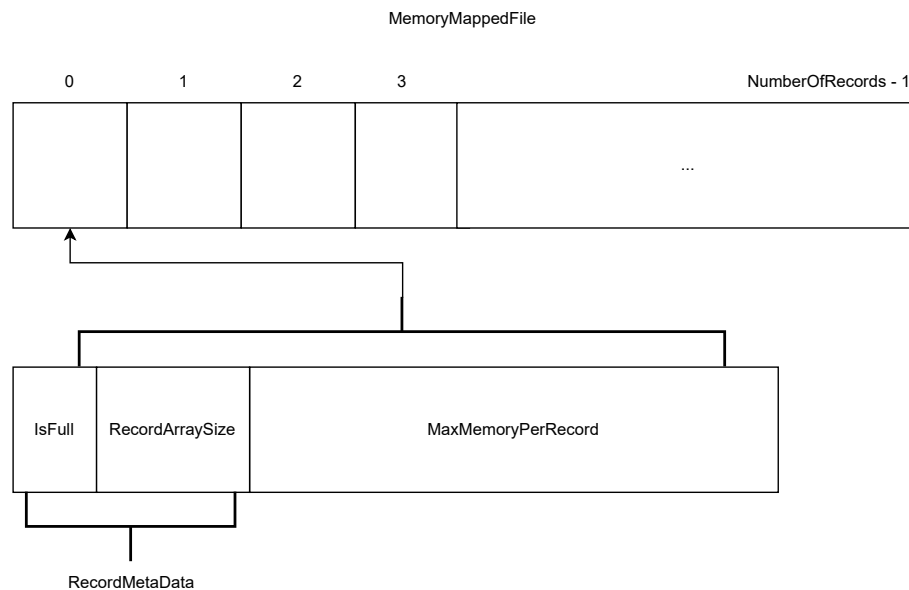 MemoryMappedFile
0 1 2 3 NumberOfRecords - 1
...
IsFull RecordArraySize MaxMemoryPerRecord
RecordMetaData